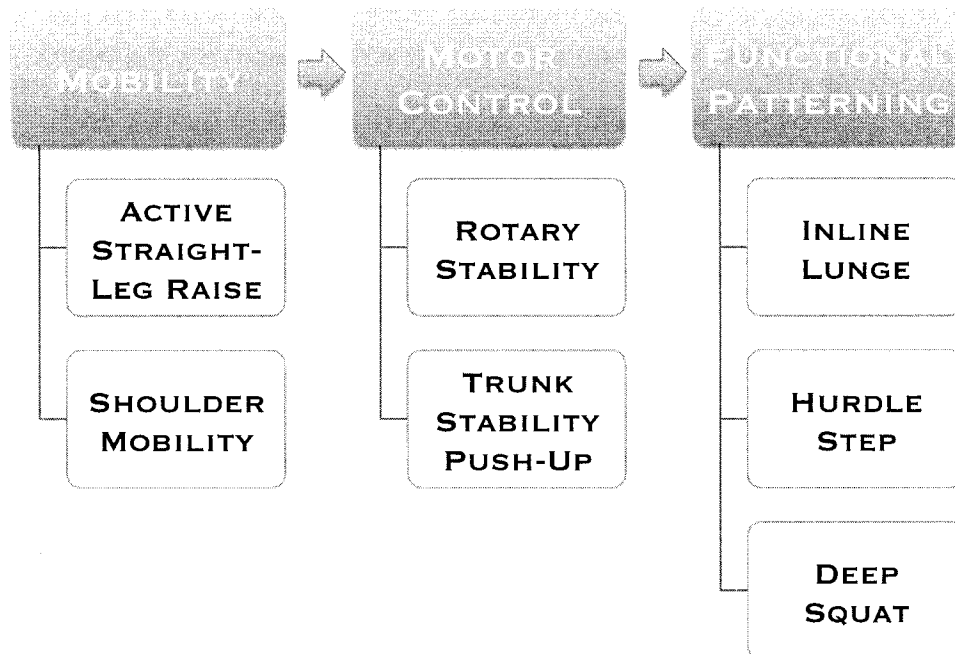 MOBILITY
ACTIVE
STRAIGHT-
LEG RAISE
SHOULDER
MOBILITY
MOTOR
CONTROL
ROTARY
STABILITY
TRUNK
STABILITY
PUSH-UP
FUNCTIONAL
PATTERNING
INLINE
LUNGE
HURDLE
STEP
DEEP
SQUAT